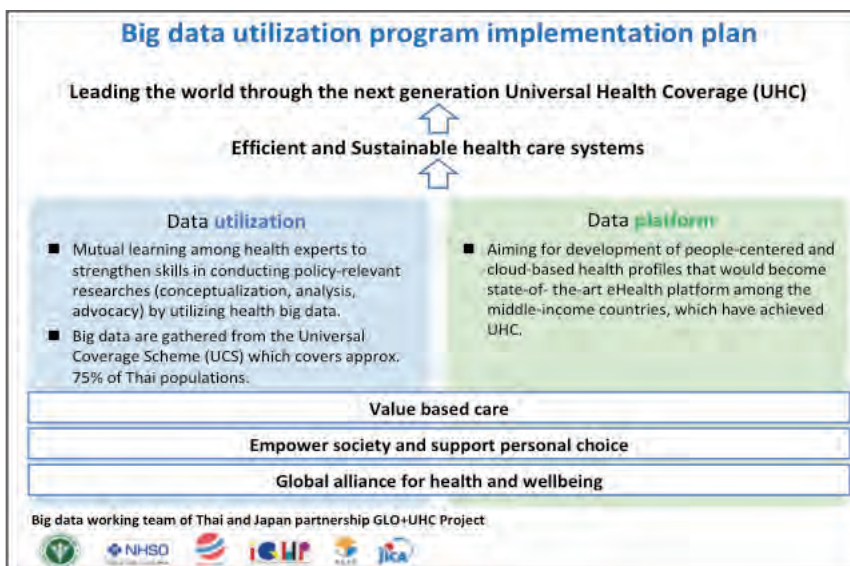 Big data utilization program implementation plan
Leading the world through the next generation Universal Health Coverage (UHC)
Efficient and Sustainable health care systems
Data utilization
■ Mutual learning among health experts to
strengthen skills in conducting policy-relevant
researches (conceptualization, analysis,
advocacy) by utilizing health big data.
■ Big data are gathered from the Universal
Coverage Scheme (UCS) which covers approx.
75% of Thai populations.
Data platform
■ Aiming for development of people-centered and
cloud-based health profiles that would become
state-of- the-art eHealth platform among the
middle-income countries, which have achieved
UHC.
Value based care
Empower society and support personal choice
Global alliance for health and wellbeing
Big data working team of Thai and Japan partnership GLO+UHC Project
NHSO
jica